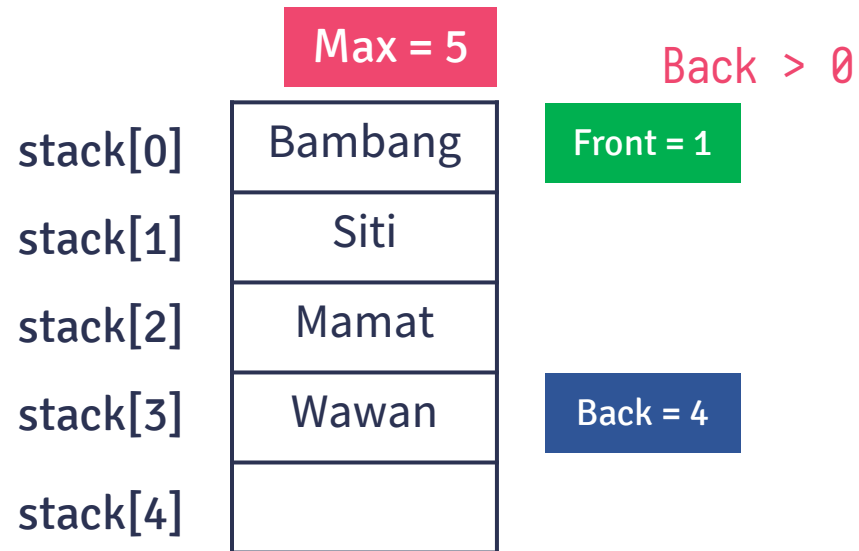 Max = 5
Back > 0
stack[0] Bambang Front = 1
stack[1] Siti
stack[2] Mamat
stack[3] Wawan Back = 4
stack[4]